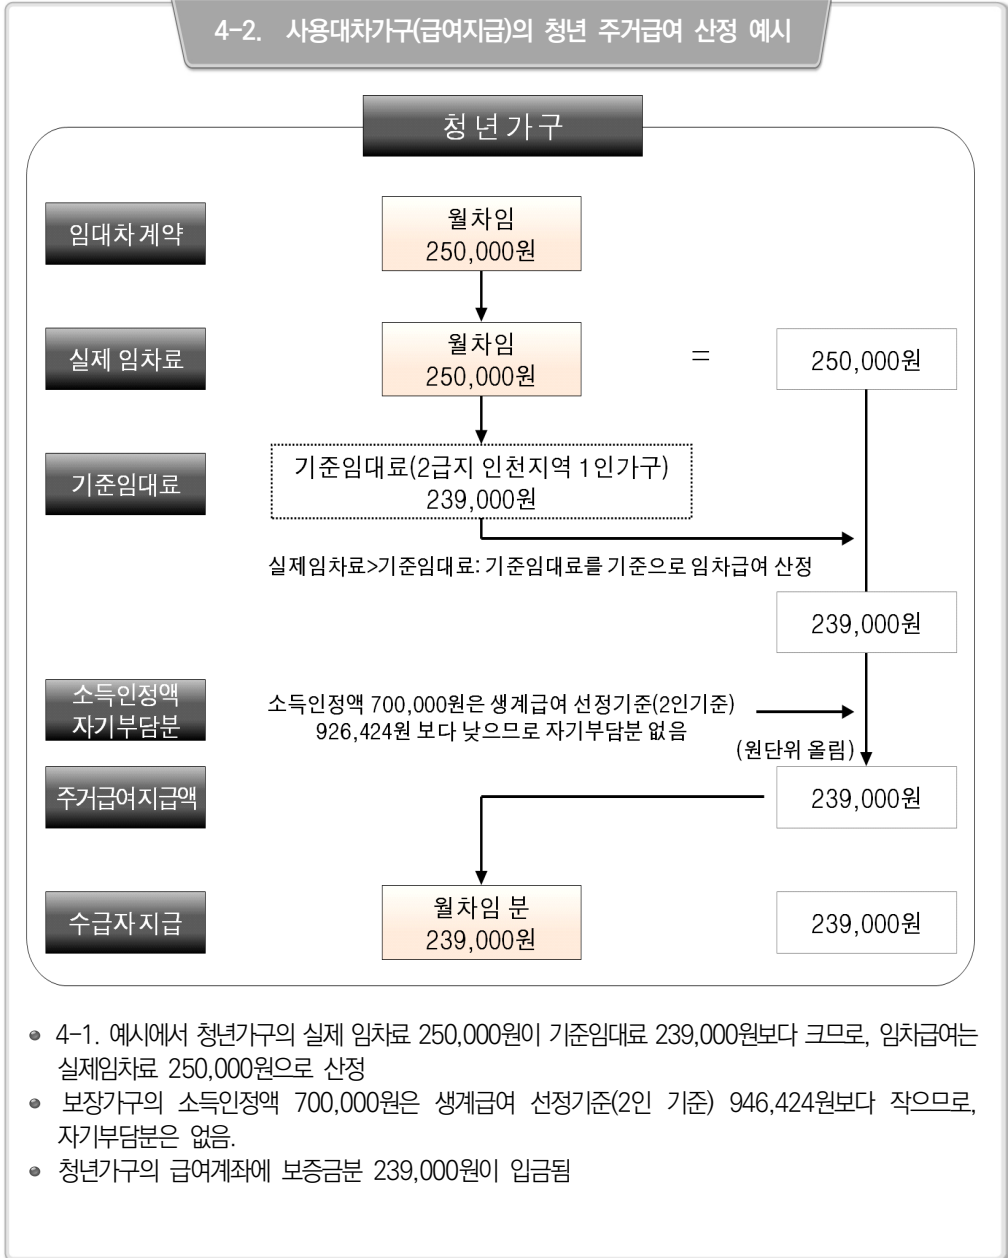 4-2. 사용대차가구(급여지급)의 청년 주거급여 산정 예시
청년가구
임대차계약
월차임
250,000원
실제 임차료
월차임
250,000원
=
250,000원
기준임대료
기준임대료(2급지 인천지역 1인가구)
239,000원
실제임차료>기준임대료: 기준임대료를 기준으로 임차급여 산정
239,000원
소득인정액
자기부담분
소득인정액 700,000원은 생계급여 선정기준(2인기준)
926,424원 보다 낮으므로 자기부담분 없음
(원단위 올림)
주거급여지급액
239,000원
수급자지급
월차임 분
239,000원
239,000원
4-1. 예시에서 청년가구의 실제 임차료 250,000원이 기준임대료 239,000원보다 크므로, 임차급여는
실제임차료 250,000원으로 산정
보장가구의 소득인정액 700,000원은 생계급여 선정기준(2인 기준) 946,424원보다 작으므로,
자기부담분은 없음.
청년가구의 급여계좌에 보증금분 239,000원이 입금됨